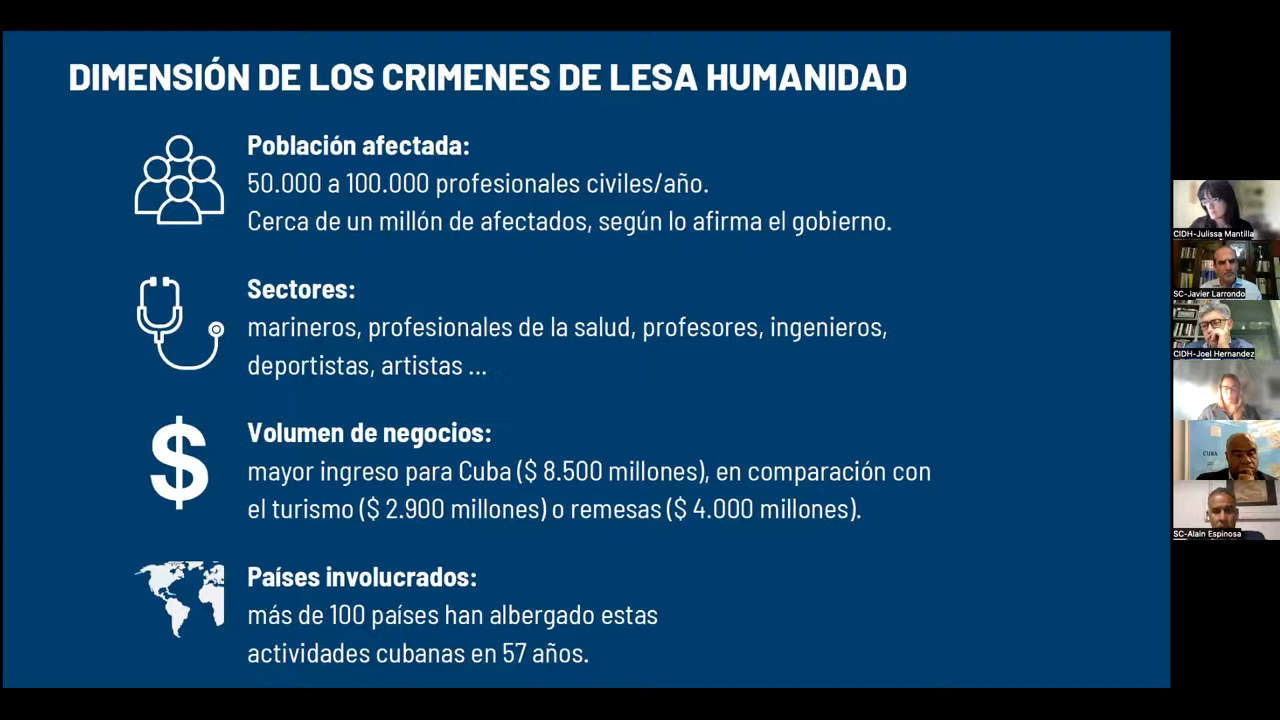 DIMENSIÓN DE LOS CRIMENES DE LESA HUMANIDAD
Población afectada:
50.000 a 100.000 profesionales civiles/año.
Cerca de un millón de afectados, según lo afirma el gobierno.
Sectores:
marineros, profesionales de la salud, profesores, ingenieros,
deportistas, artistas ...
$
Volumen de negocios:
mayor ingreso para Cuba ($ 8.500 millones), en comparación con
el turismo ($ 2.900 millones) o remesas ($ 4.000 millones).
Países involucrados:
más de 100 países han albergado estas
actividades cubanas en 57 años.
CIDH-Julissa Mantilla
SC-Javier Larrondo
CIDH-Joel Hernandez
CUBA
SC-Alain Espinosa